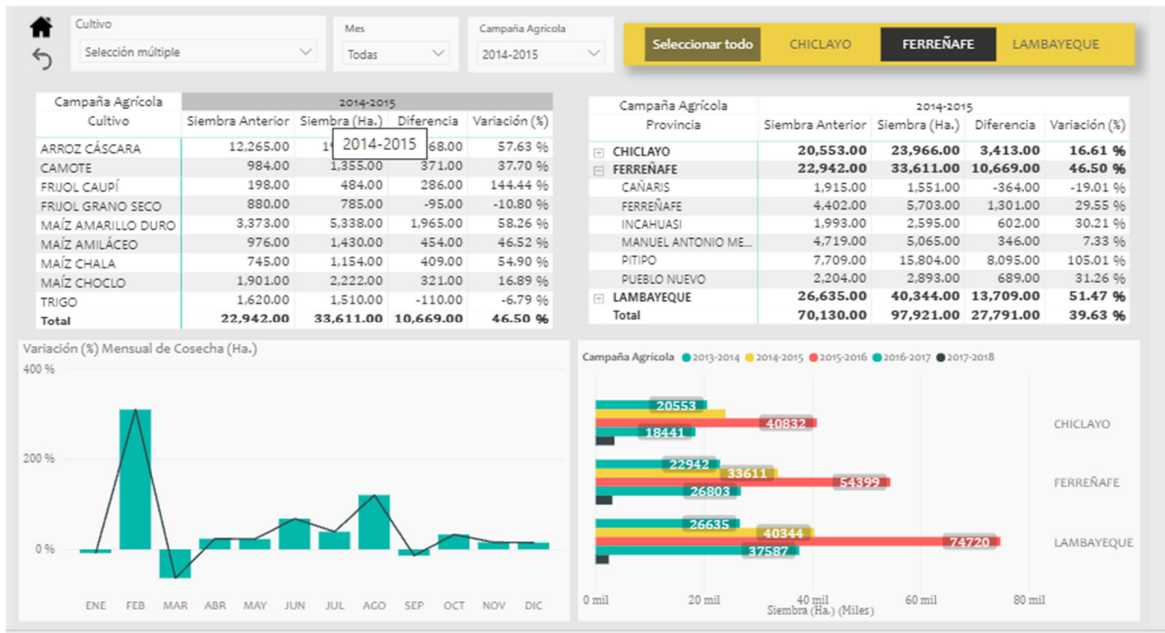 Cultivo
Selección múltiple
Mes
Todas
Campaña Agrícola
2014-2015
Seleccionar todo CHICLAYO FERREÑAFE LAMBAYEQUE
Campaña Agrícola 2014-2015
Cultivo Siembra Anterior Siembra (Ha.) Diferencia Variación (%)
2014-2015
ARROZ CÁSCARA 12,265.00 68.00 57.63 %
CAMOTE 984.00 1,355.00 371.00 37.70 %
FRIJOL CAUPÍ 198.00 484.00 286.00 144.44 %
FRIJOL GRANO SECO 880.00 785.00 -95.00 -10.80 %
MAÍZ AMARILLO DURO 3,373.00 5,338.00 1,965.00 58.26 %
MAÍZ AMILÁCEO 976.00 1,430.00 454.00 46.52 %
MAÍZ CHALA 745.00 1,154.00 409.00 54.90 %
MAÍZ CHOCLO 1,901.00 2,222.00 321.00 16.89 %
TRIGO 1,620.00 1,510.00 -110.00 -6.79 %
Total 22,942.00 33,611.00 10,669.00 46.50 %
Campaña Agrícola 2014-2015
Provincia Siembra Anterior Siembra (Ha.) Diferencia Variación (%)
CHICLAYO 20,553.00 23,966.00 3,413.00 16.61 %
FERREÑAFE 22,942.00 33,611.00 10,669.00 46.50 %
CAÑARIS 1,915.00 1,551.00 -364.00 -19.01 %
FERREÑAFE 4,402.00 5,703.00 1,301.00 29.55 %
INCAHUASI 1,993.00 2,595.00 602.00 30.21 %
MANUEL ANTONIO ME... 4,719.00 5,065.00 346.00 7.33 %
PITIPO 7,709.00 15,804.00 8,095.00 105.01 %
PUEBLO NUEVO 2,204.00 2,893.00 689.00 31.26 %
LAMBAYEQUE 26,635.00 40,344.00 13,709.00 51.47 %
Total 70,130.00 97,921.00 27,791.00 39.63 %
Variación (%) Mensual de Cosecha (Ha.)
400 %
200 %
0 %
ENE FEB MAR ABR MAY JUN JUL AGO SEP OCT NOV DIC
Campaña Agrícola 2013-2014 2014-2015 2015-2016 2016-2017 2017-2018
20553
40832
18441
CHICLAYO
22942
33611
54399
26803
FERREÑAFE
26635
40344
74720
37587
LAMBAYEQUE
0 mil 20 mil 40 mil 60 mil 80 mil
Siembra (Ha.) (Miles)